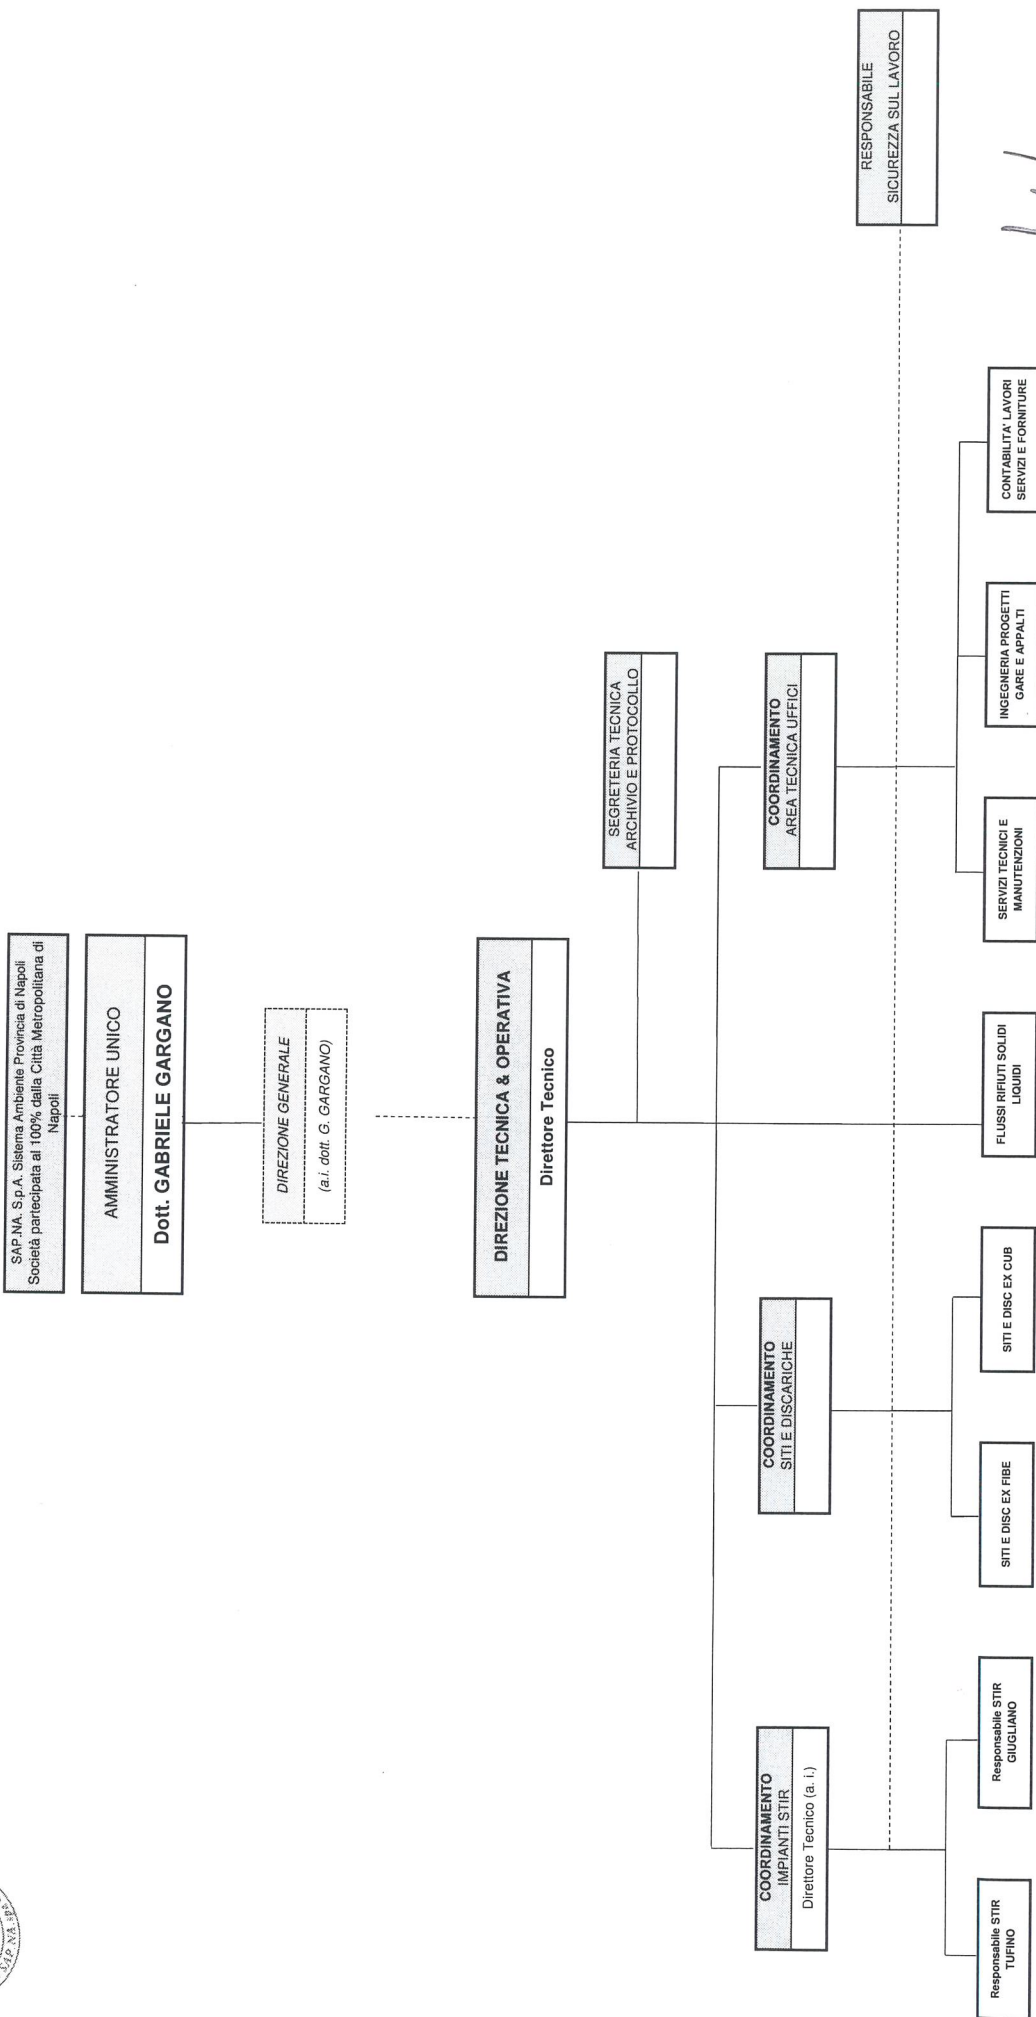 SAP.NA. S.p.A. Sistema Ambiente Provincia di Napoli
Società partecipata al 100% dalla Città Metropolitana di
Napoli
AMMINISTRATORE UNICO
Dott. GABRIELE GARGANO
DIREZIONE GENERALE
(a.i. dott. G. GARGANO)
DIREZIONE TECNICA & OPERATIVA
Direttore Tecnico
SEGRETERIA TECNICA
ARCHIVIO E PROTOCOLLO
COORDINAMENTO
IMPIANTI STIR
Direttore Tecnico (a. i.)
COORDINAMENTO
SITI E DISCARICHE
COORDINAMENTO
AREA TECNICA UFFICI
RESPONSABILE
SICUREZZA SUL LAVORO
Responsabile STIR
TUFINO
Responsabile STIR
GIUGLIANO
SITI E DISC EX FIBE
SITI E DISC EX CUB
FLUSSI RIFIUTI SOLIDI
LIQUIDI
SERVIZI TECNICI E
MANUTENZIONI
INGEGNERIA PROGETTI
GARE E APPALTI
CONTABILITA' LAVORI
SERVIZI E FORNITURE
SAP.NA. spa